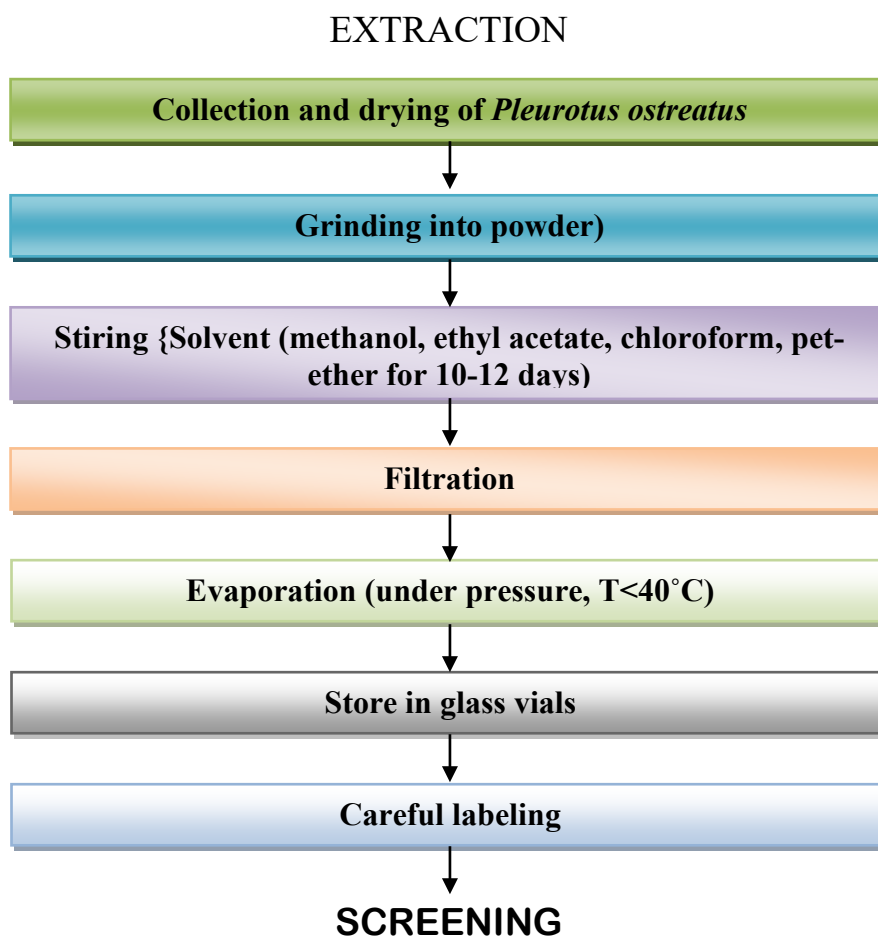 EXTRACTION
Collection and drying of Pleurotus ostreatus
Grinding into powder)
Stiring {Solvent (methanol, ethyl acetate, chloroform, pet-
ether for 10-12 days)
Filtration
Evaporation (under pressure, T<40˚C)
Store in glass vials
Careful labeling
SCREENING